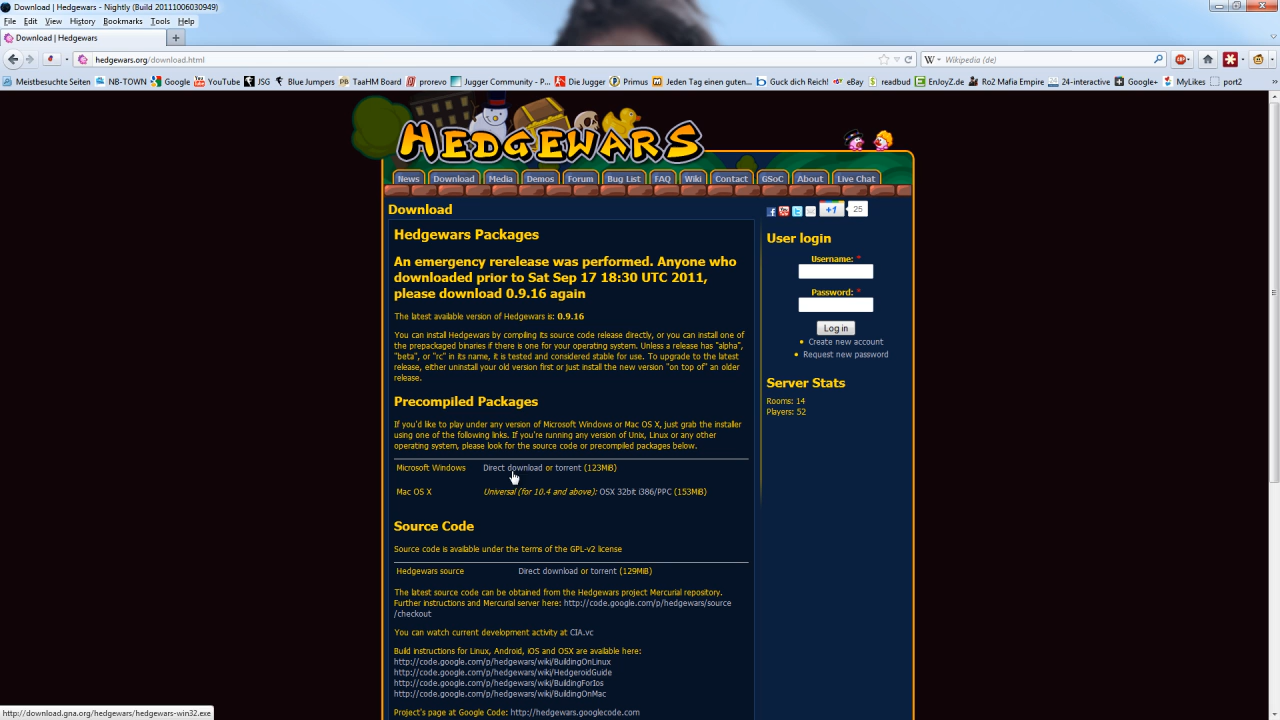 Download | Hedgewars - Nightly (Build 20111006030949)
File Edit View History Bookmarks Tools Help
Download | Hedgewars
hedgewars.org/download.html
Wikipedia (de)
Meistbesuchte Seiten NB-TOWN Google YouTube JSG Blue Jumpers TaaHM Board prorevo Jugger Community - P... Die Jugger Primus Jeden Tag einen guten... Guck dich Reich! eBay readbud EnJoyZ.de Ro2 Mafia Empire 24-interactive Google+ MyLikes port2
HEDGEWARS
News Download Media Demos Forum Bug List FAQ Wiki Contact GSoC About Live Chat
Download
+1 25
Hedgewars Packages
An emergency rerelease was performed. Anyone who
downloaded prior to Sat Sep 17 18:30 UTC 2011,
please download 0.9.16 again
The latest available version of Hedgewars is: 0.9.16
You can install Hedgewars by compiling its source code release directly, or you can install one of
the prepackaged binaries if there is one for your operating system. Unless a release has "alpha",
"beta", or "rc" in its name, it is tested and considered stable for use. To upgrade to the latest
release, either uninstall your old version first or just install the new version "on top of" an older
release.
Precompiled Packages
If you'd like to play under any version of Microsoft Windows or Mac OS X, just grab the installer
using one of the following links. If you're running any version of Unix, Linux or any other
operating system, please look for the source code or precompiled packages below.
Microsoft Windows Direct download or torrent (123MiB)
Mac OS X Universal (for 10.4 and above): OSX 32bit i386/PPC (153MiB)
Source Code
Source code is available under the terms of the GPL-v2 license
Hedgewars source Direct download or torrent (129MiB)
The latest source code can be obtained from the Hedgewars project Mercurial repository.
Further instructions and Mercurial server here: http://code.google.com/p/hedgewars/source
/checkout
You can watch current development activity at CIA.vc
Build instructions for Linux, Android, iOS and OSX are available here:
http://code.google.com/p/hedgewars/wiki/BuildingOnLinux
http://code.google.com/p/hedgewars/wiki/HedgeroidGuide
http://code.google.com/p/hedgewars/wiki/BuildingForIos
http://code.google.com/p/hedgewars/wiki/BuildingOnMac
Project's page at Google Code: http://hedgewars.googlecode.com
User login
Username: *
Password: *
Log in
Create new account
Request new password
Server Stats
Rooms: 14
Players: 52
http://download.gna.org/hedgewars/hedgewars-win32.exe